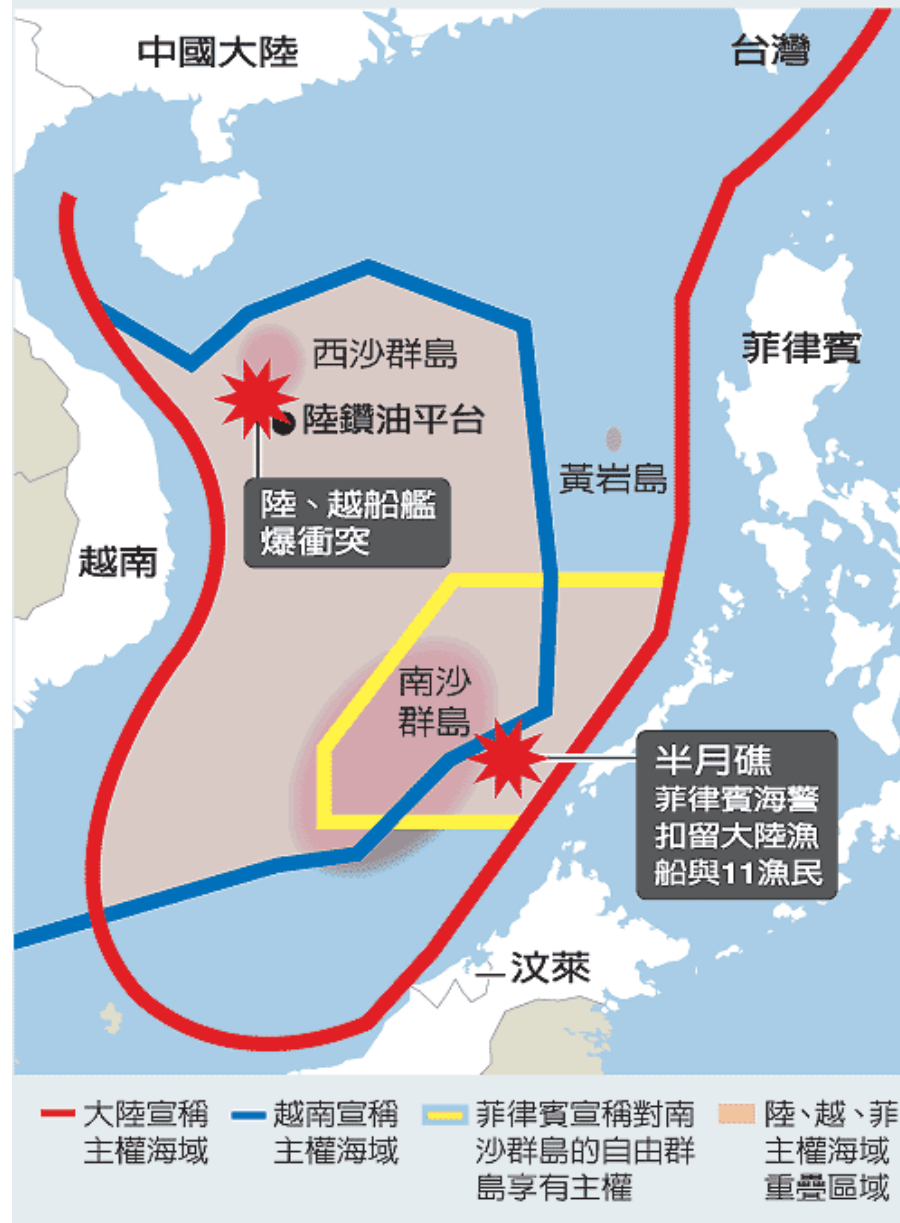 中國大陸
台灣
西沙群島
菲律賓
陸鑽油平台
黃岩島
陸、越船艦
爆衝突
越南
南沙
群島
半月礁
菲律賓海警
扣留大陸漁
船與11漁民
汶萊
大陸宣稱
主權海域
越南宣稱
主權海域
菲律賓宣稱對南
沙群島的自由群
島享有主權
陸、越、菲
主權海域
重疊區域